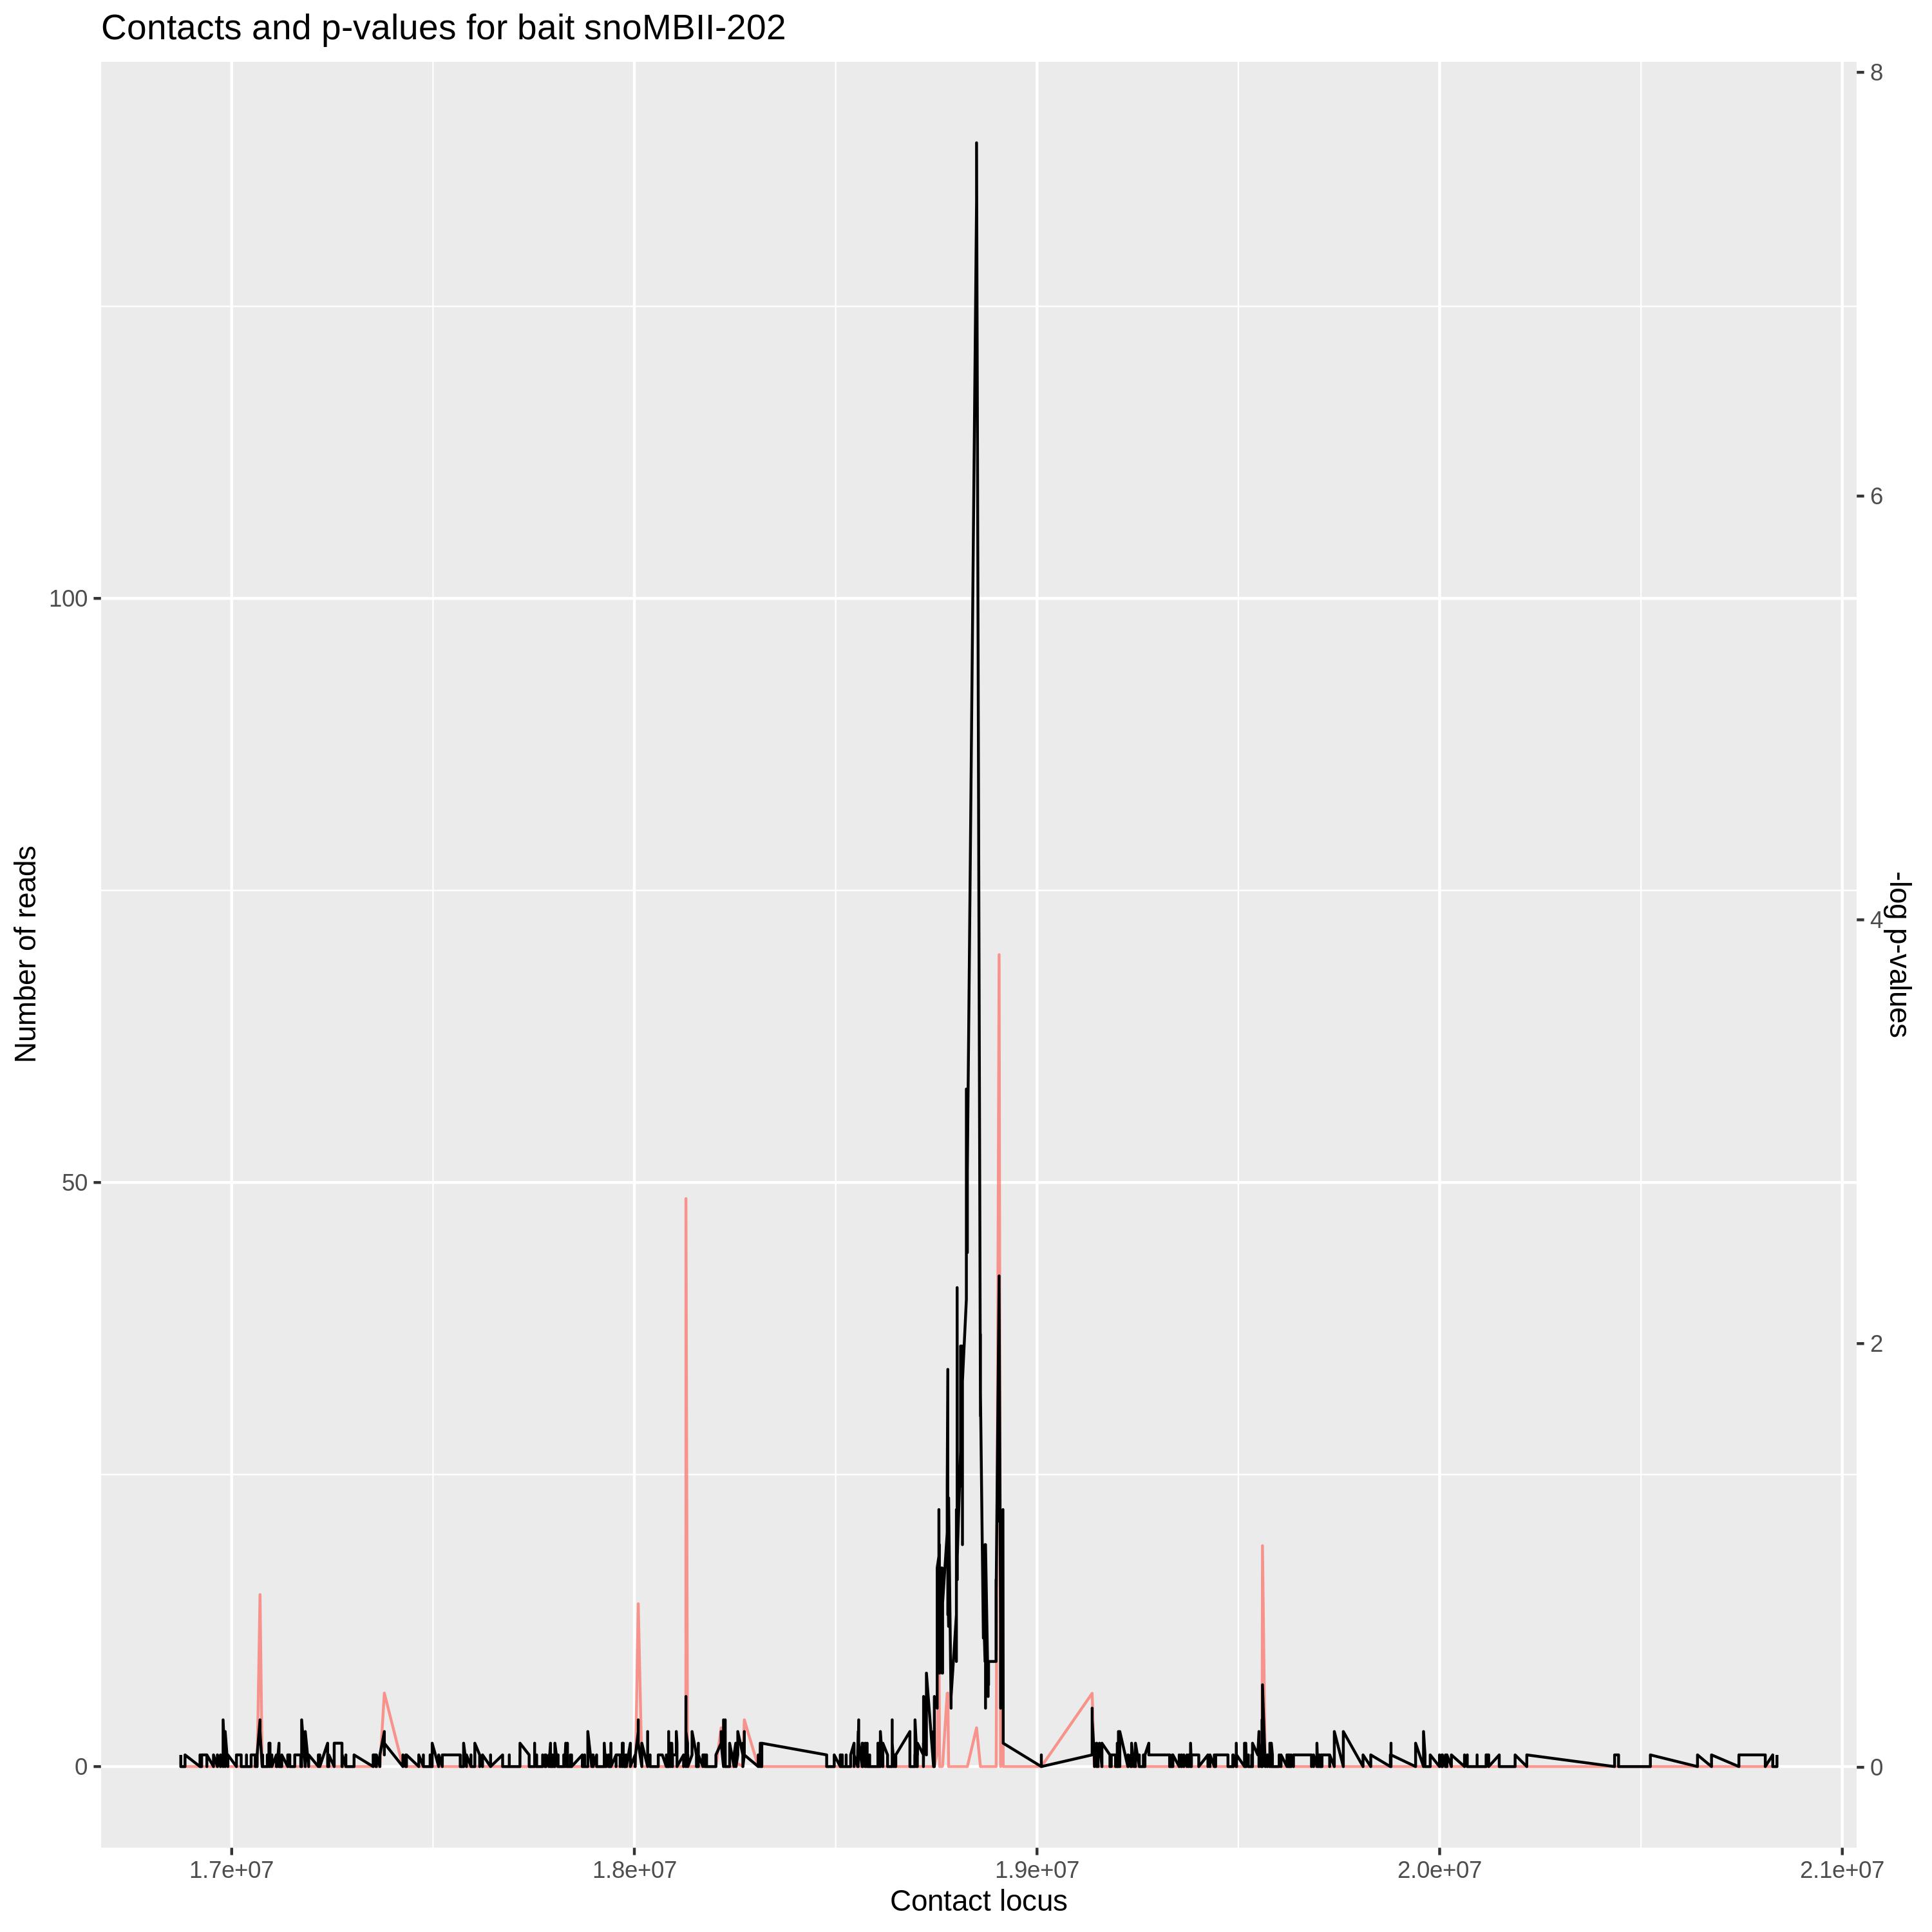 Contacts and p-values for bait snoMBII-202
8
6
100
Number of reads
4
-log p-values
50
2
0
0
1.7e+07
1.8e+07
1.9e+07
2.0e+07
2.1e+07
Contact locus